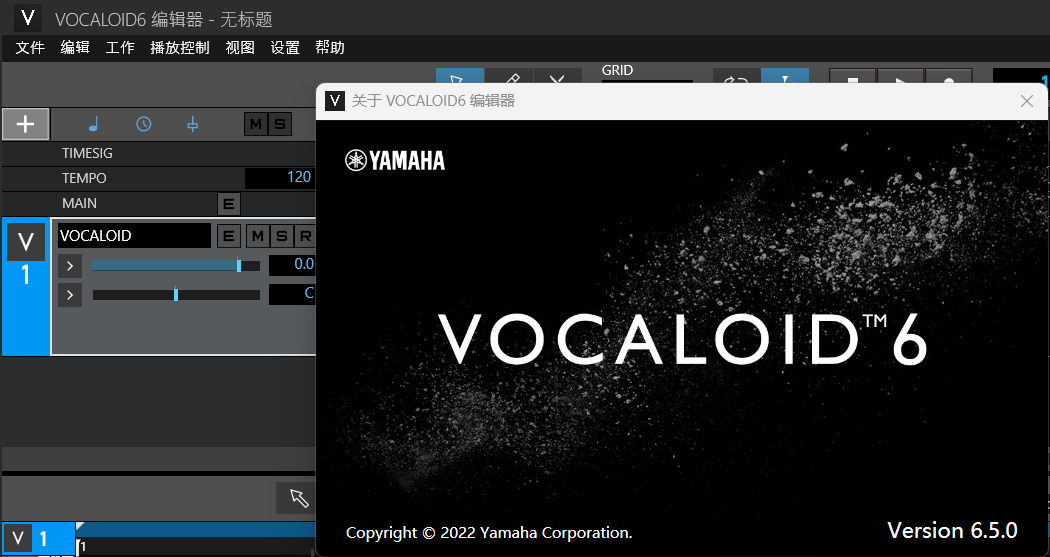 V VOCALOID6 编辑器 - 无标题
文件 编辑 工作 播放控制 视图 设置 帮助
GRID
V 关于 VOCALOID6 编辑器
M S
TIMESIG
TEMPO 120
MAIN E
YAMAHA
V VOCALOID E M S R
1
0.0
C
VOCALOID™6
Copyright © 2022 Yamaha Corporation.
Version 6.5.0
V 1
1